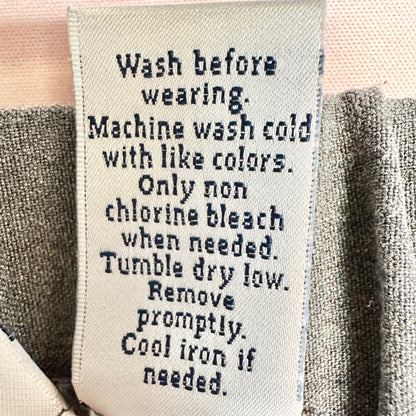 Wash before
wearing.
Machine wash cold
with like colors.
Only non
chlorine bleach
when needed.
Tumble dry low.
Remove
promptly.
Cool iron if
needed.